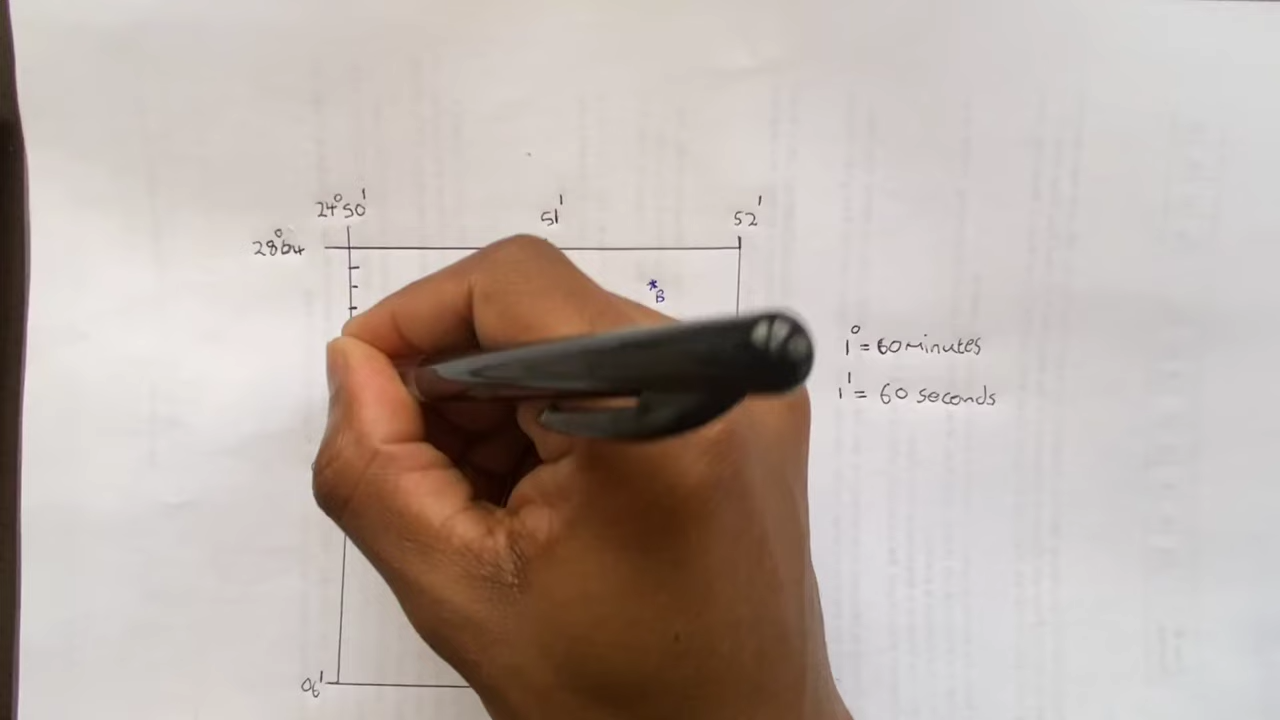 24°50'
51'
52'
28°04
*B
1° = 60 minutes
1' = 60 seconds
06'